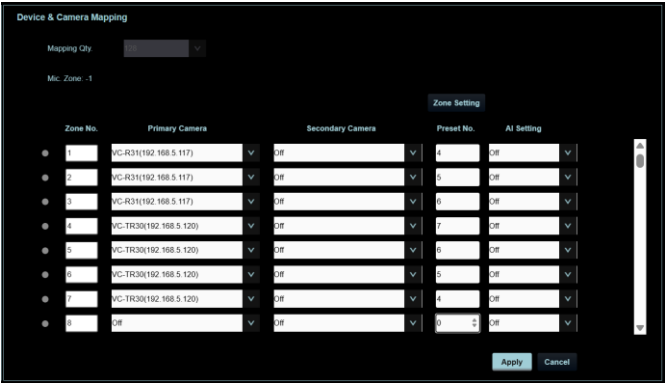 Device & Camera Mapping
Mapping Qty. 128
Mic. Zone: -1
Zone Setting
Zone No. Primary Camera Secondary Camera Preset No. AI Setting
1 VC-R31(192.168.5.117) Off 4 Off
2 VC-R31(192.168.5.117) Off 5 Off
3 VC-R31(192.168.5.117) Off 6 Off
4 VC-TR30(192.168.5.120) Off 7 Off
5 VC-TR30(192.168.5.120) Off 6 Off
6 VC-TR30(192.168.5.120) Off 5 Off
7 VC-TR30(192.168.5.120) Off 4 Off
8 Off Off 0 Off
Apply Cancel